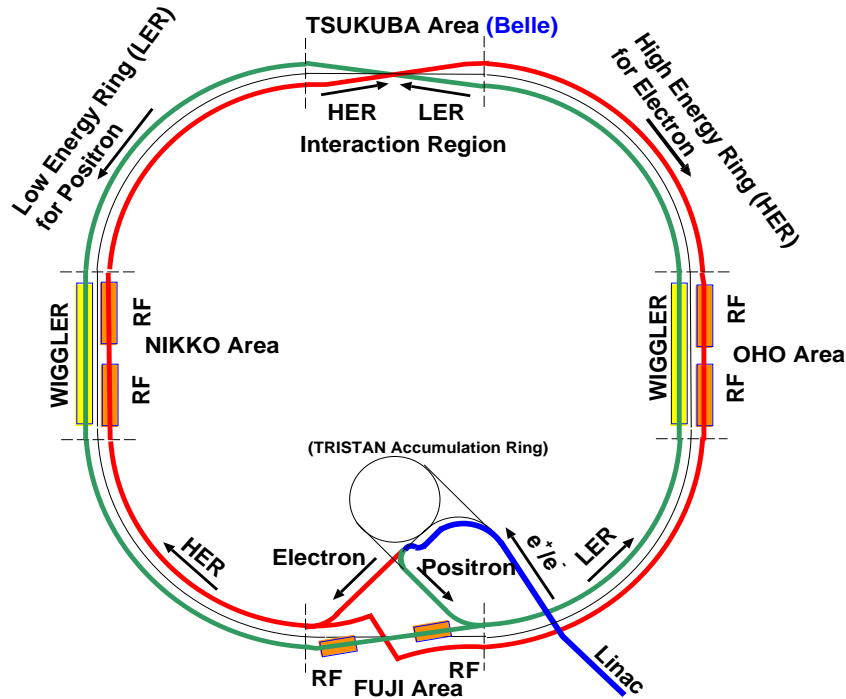 TSUKUBA Area (Belle)
Low Energy Ring (LER)
for Positron
High Energy Ring (HER)
for Electron
HER
LER
Interaction Region
WIGGLER
RF
RF
NIKKO Area
WIGGLER
RF
RF
OHO Area
(TRISTAN Accumulation Ring)
HER
Electron
Positron
e+/e-
LER
RF
RF
FUJI Area
Linac